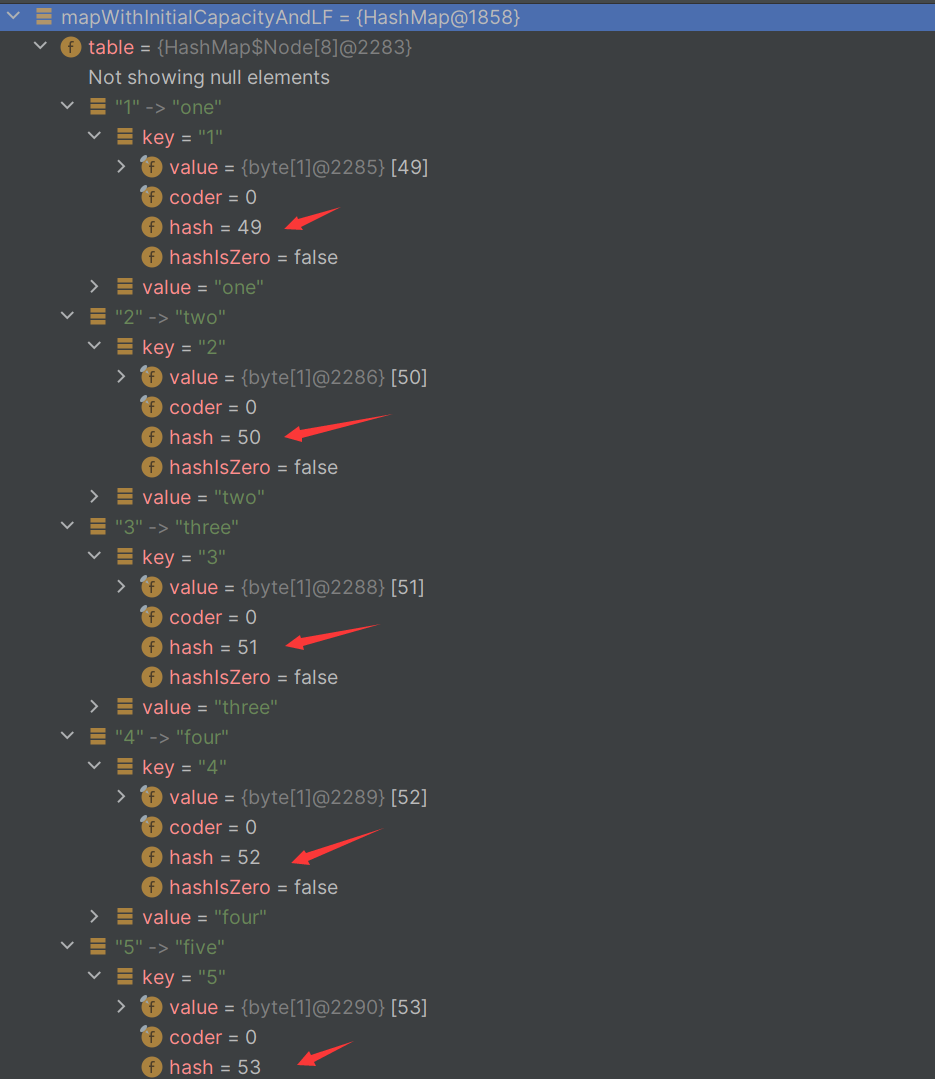 mapWithInitialCapacityAndLF = {HashMap@1858}
f table = {HashMap$Node[8]@2283}
Not showing null elements
"1" -> "one"
key = "1"
f value = {byte[1]@2285} [49]
f coder = 0
f hash = 49
f hashIsZero = false
value = "one"
"2" -> "two"
key = "2"
f value = {byte[1]@2286} [50]
f coder = 0
f hash = 50
f hashIsZero = false
value = "two"
"3" -> "three"
key = "3"
f value = {byte[1]@2288} [51]
f coder = 0
f hash = 51
f hashIsZero = false
value = "three"
"4" -> "four"
key = "4"
f value = {byte[1]@2289} [52]
f coder = 0
f hash = 52
f hashIsZero = false
value = "four"
"5" -> "five"
key = "5"
f value = {byte[1]@2290} [53]
f coder = 0
f hash = 53